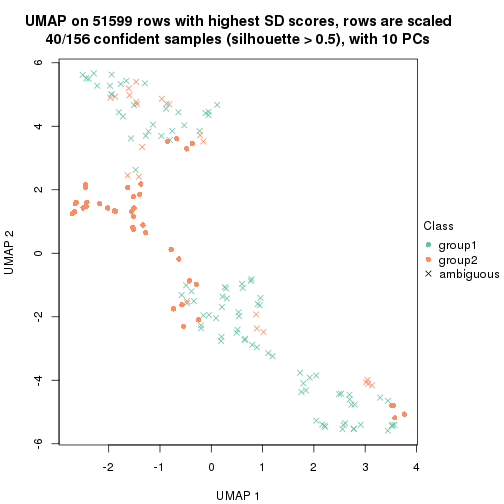 UMAP on 51599 rows with highest SD scores, rows are scaled
40/156 confident samples (silhouette > 0.5), with 10 PCs
6
4
2
0
-2
-4
-6
UMAP 2
-2
-1
0
1
2
3
4
UMAP 1
Class
group1
group2
ambiguous